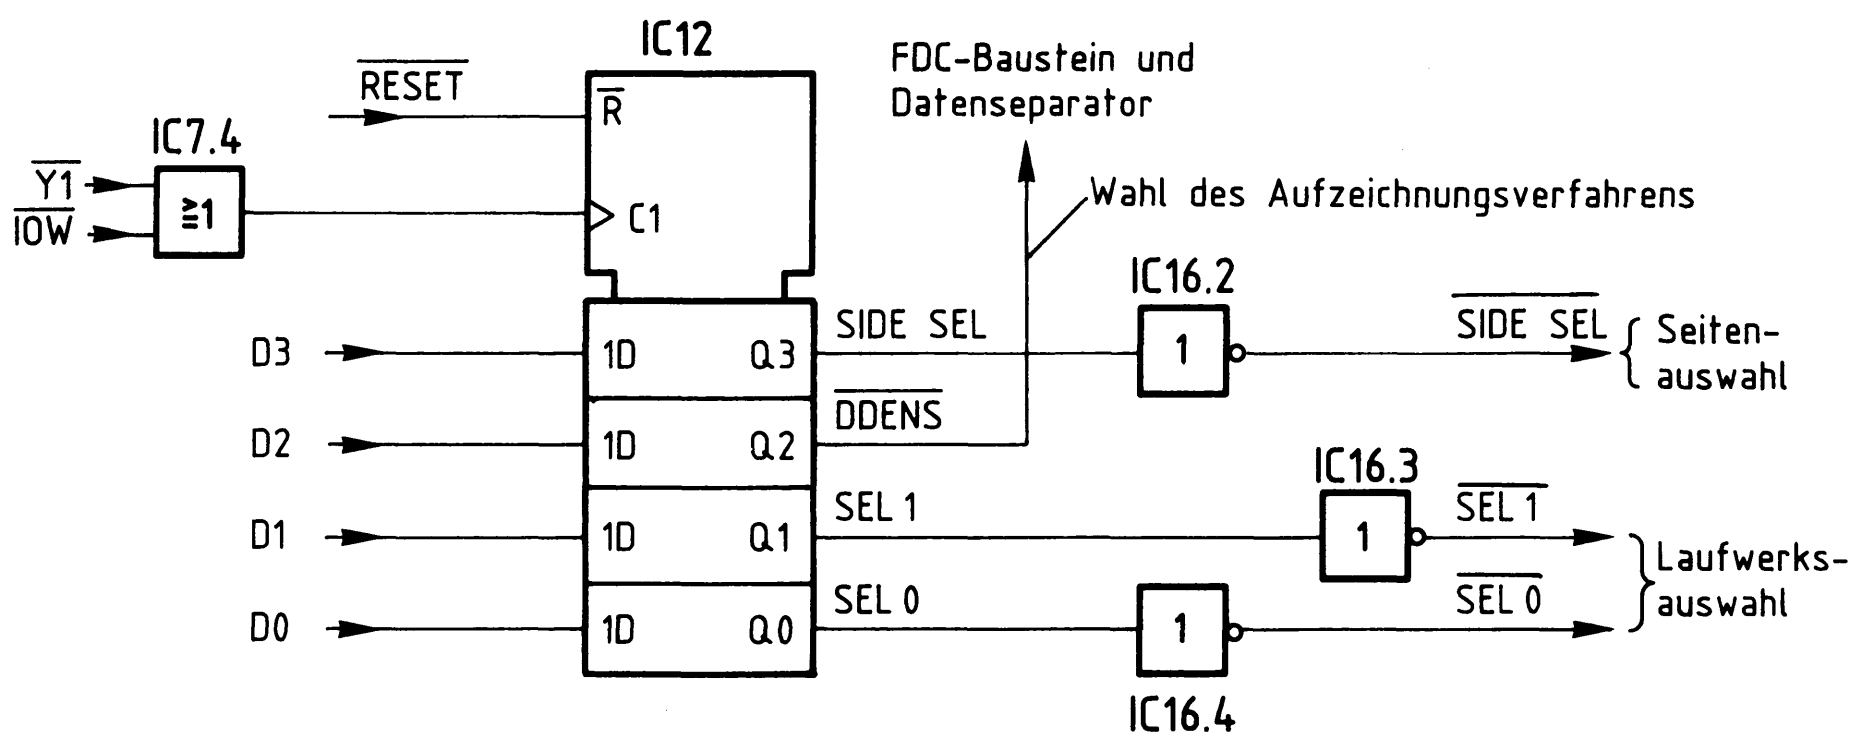 IC12
FDC-Baustein und
Datenseparator
RESET
R
IC7.4
Y1
IOW
≧1
C1
Wahl des Aufzeichnungsverfahrens
IC16.2
D3
1D
Q3
SIDE SEL
1
SIDE SEL
Seiten-
auswahl
D2
1D
Q2
DDENS
IC16.3
D1
1D
Q1
SEL 1
1
SEL 1
Laufwerks-
auswahl
D0
1D
Q0
SEL 0
1
SEL 0
IC16.4